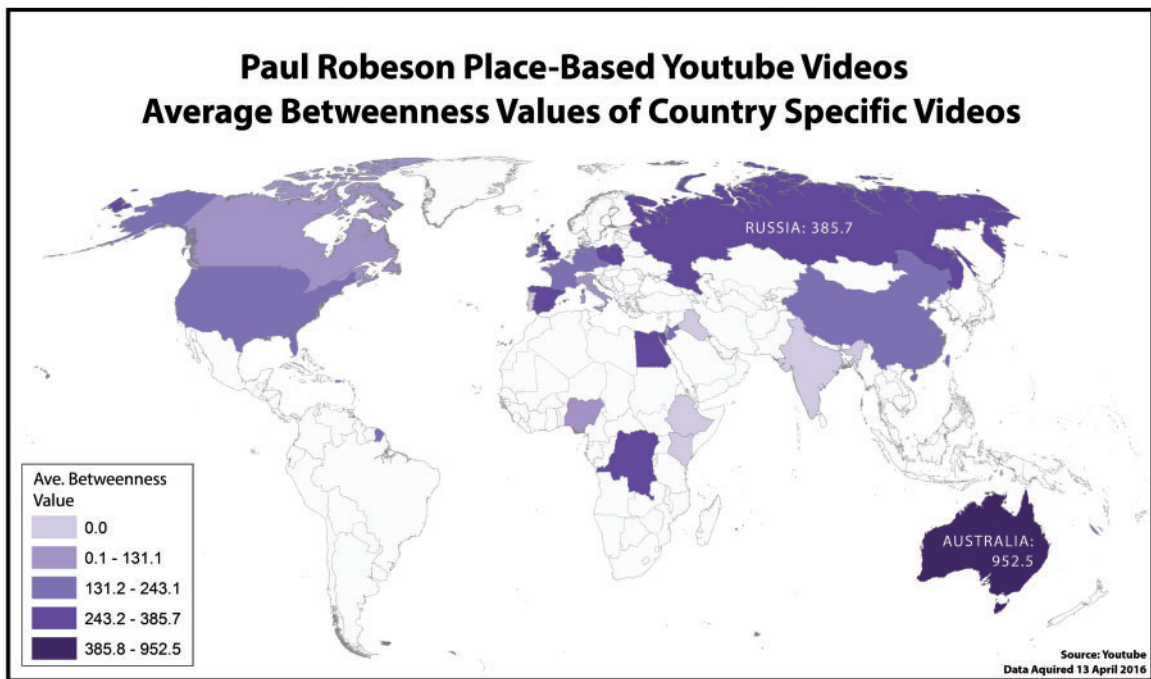 Paul Robeson Place-Based Youtube Videos
Average Betweenness Values of Country Specific Videos
RUSSIA: 385.7
AUSTRALIA:
952.5
Ave. Betweenness
Value
0.0
0.1 - 131.1
131.2 - 243.1
243.2 - 385.7
385.8 - 952.5
Source: Youtube
Data Aquired 13 April 2016